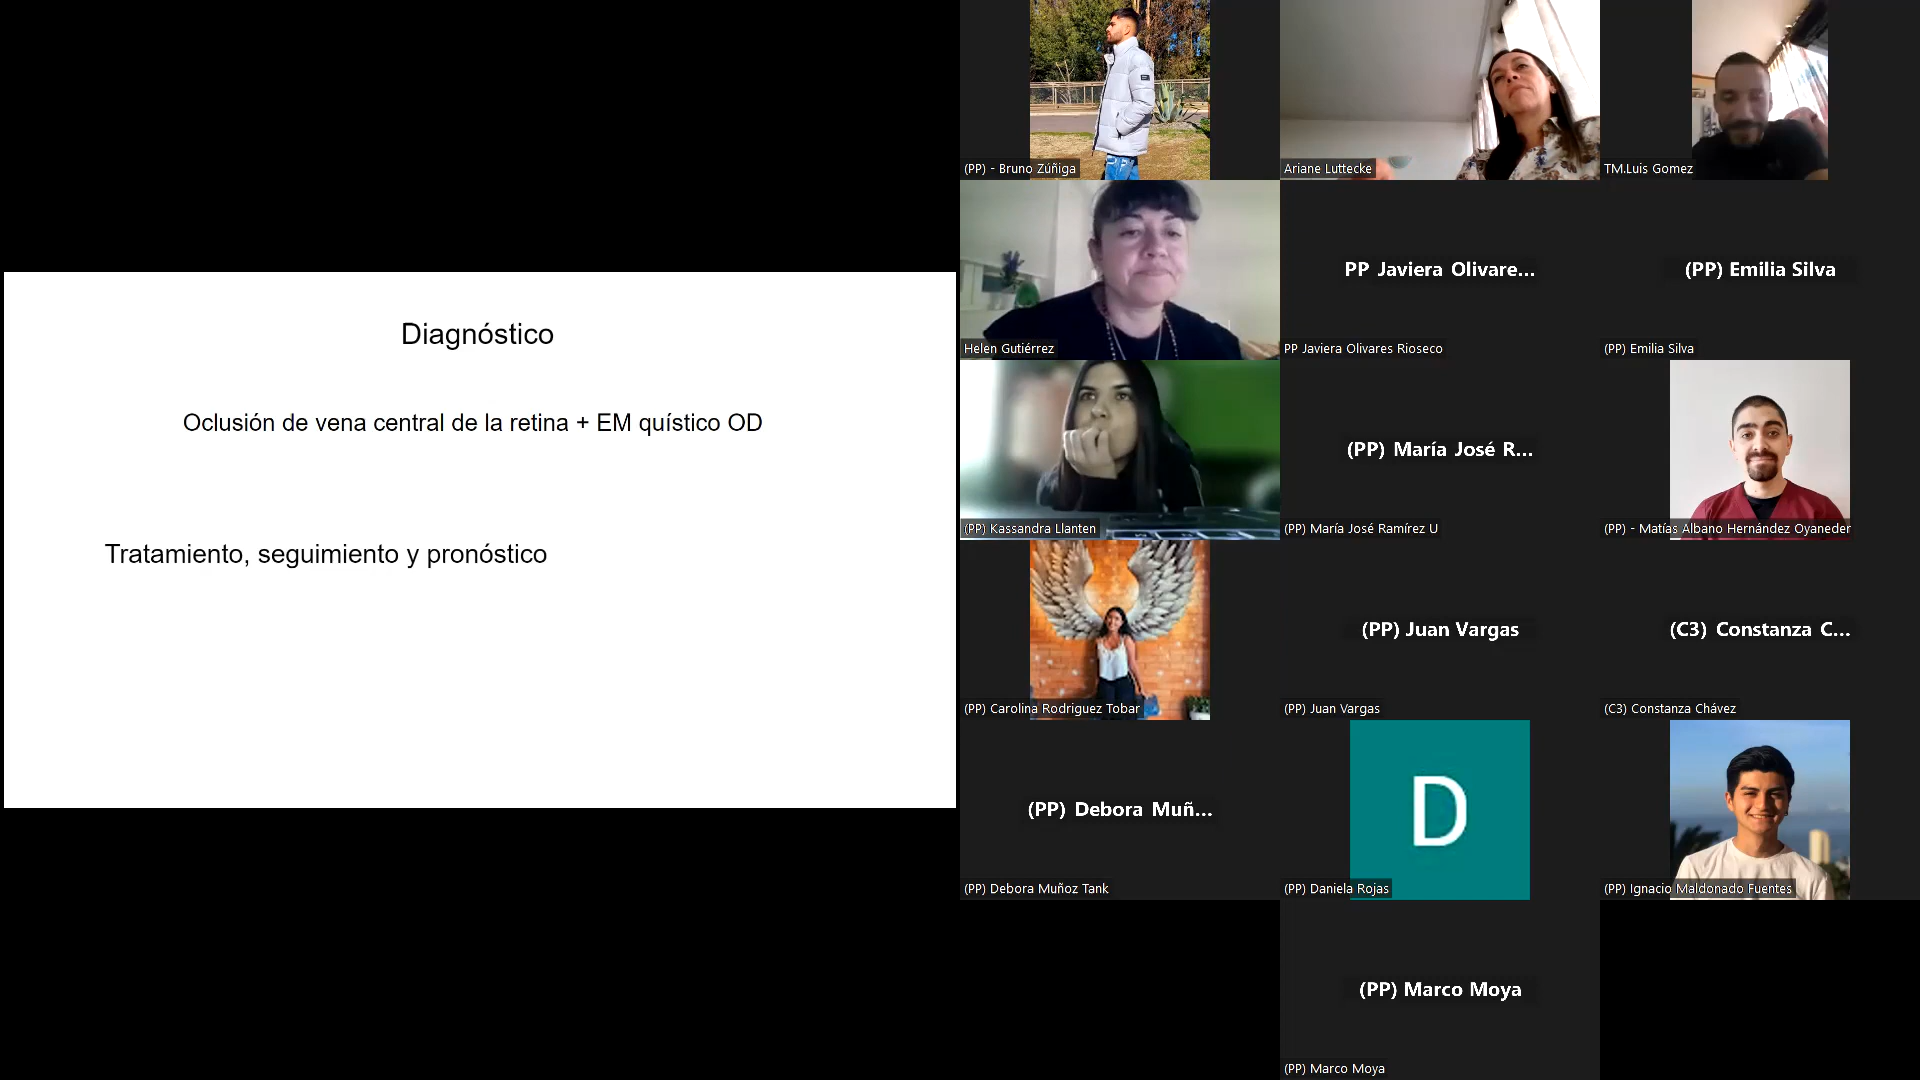 Diagnóstico
Oclusión de vena central de la retina + EM quístico OD
Tratamiento, seguimiento y pronóstico
(PP) - Bruno Zúñiga
Ariane Luttecke
TM.Luis Gomez
Helen Gutiérrez
PP Javiera Olivare...
PP Javiera Olivares Rioseco
(PP) Emilia Silva
(PP) Emilia Silva
(PP) Kassandra Llanten
(PP) María José R...
(PP) María José Ramírez U
(PP) - Matías Albano Hernández Oyaneder
(PP) Carolina Rodriguez Tobar
(PP) Juan Vargas
(PP) Juan Vargas
(C3) Constanza C...
(C3) Constanza Chávez
(PP) Debora Muñ...
(PP) Debora Muñoz Tank
D
(PP) Daniela Rojas
(PP) Ignacio Maldonado Fuentes
(PP) Marco Moya
(PP) Marco Moya